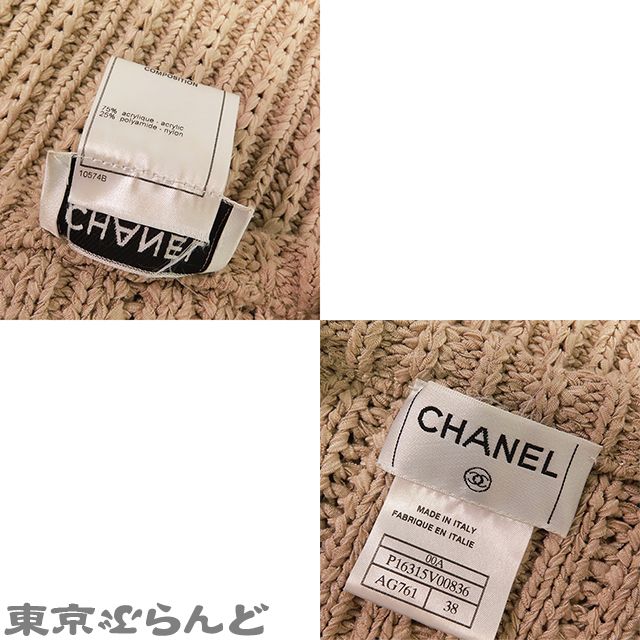 COMPOSITION
75% acrylique - acrylic
25% polyamide - nylon
10574B
CHANEL
CHANEL
MADE IN ITALY
FABRIQUE EN ITALIE
00A
P16315V00836
AG761 38
東京ぶらんど